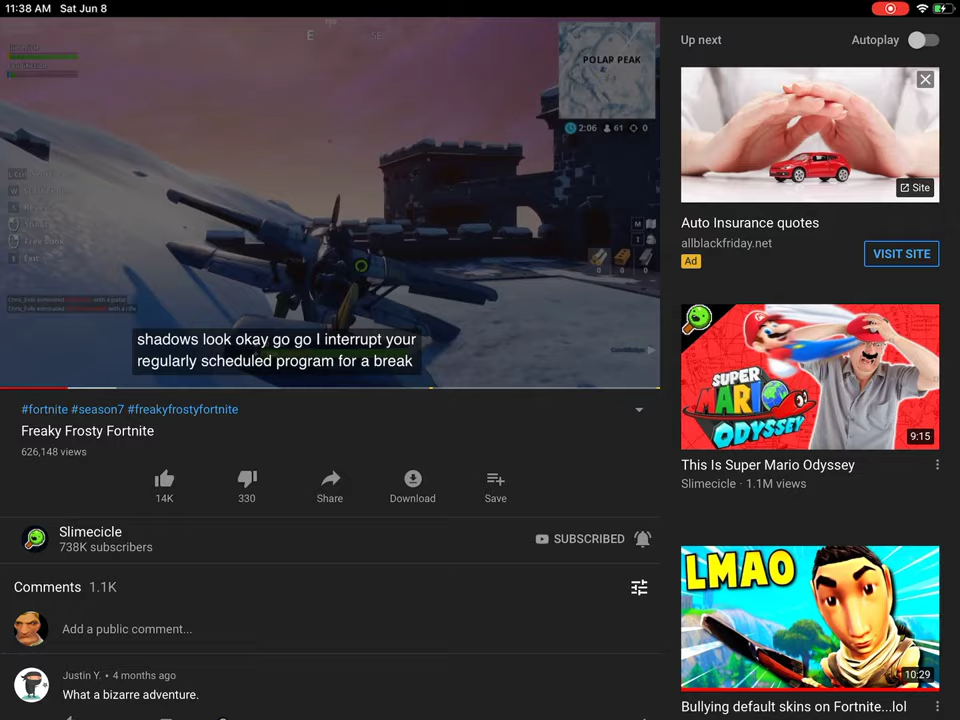 11:38 AM Sat Jun 8
E
SE
POLAR PEAK
2:06 61 0
M
I
0 0 0
shadows look okay go go I interrupt your
regularly scheduled program for a break
#fortnite #season7 #freakyfrostyfortnite
Freaky Frosty Fortnite
626,148 views
14K
330
Share
Download
Save
Slimecicle
738K subscribers
SUBSCRIBED
Comments 1.1K
Add a public comment...
Justin Y. • 4 months ago
What a bizarre adventure.
Up next
Autoplay
Site
Auto Insurance quotes
allblackfriday.net
Ad
VISIT SITE
SUPER
MARIO
ODYSSEY
9:15
This Is Super Mario Odyssey
Slimecicle · 1.1M views
LMAO
10:29
Bullying default skins on Fortnite...lol